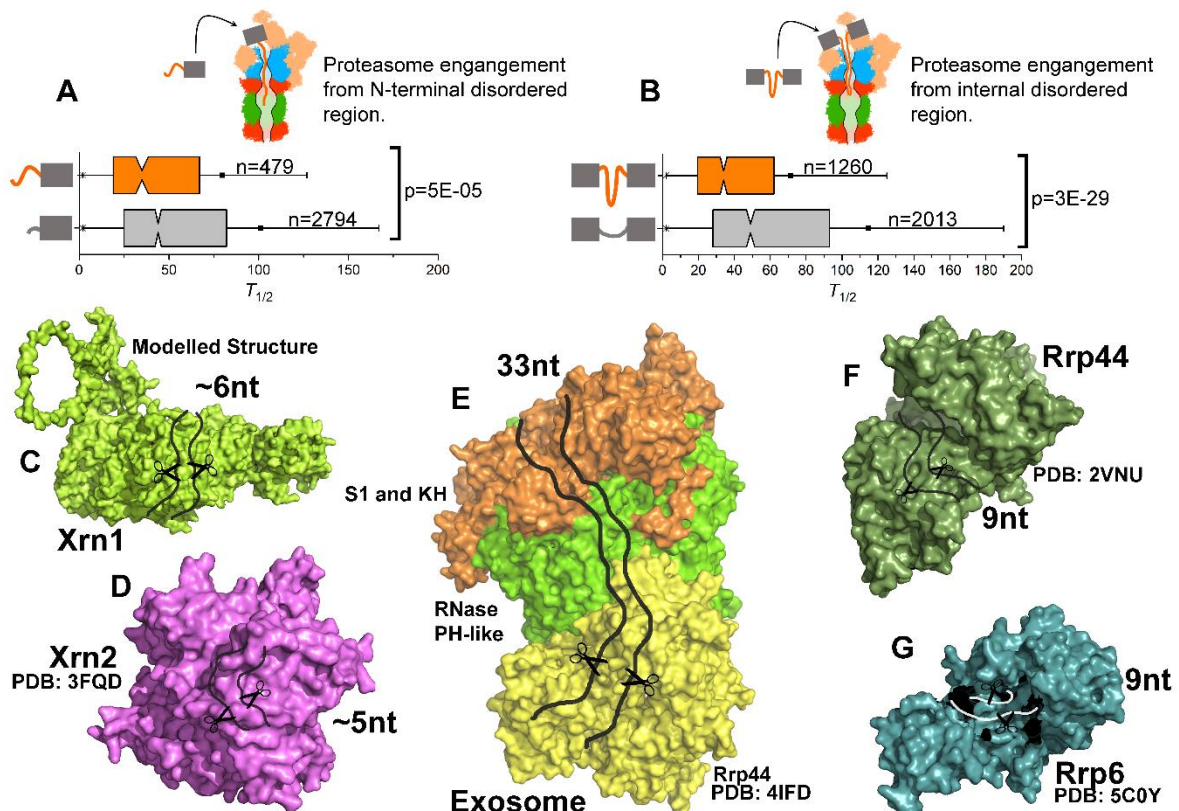 A
Proteasome engangement
from N-terminal disordered
region.
n=479
n=2794
p=5E-05
0 50 100 150 200
T1/2
B
Proteasome engangement
from internal disordered
region.
n=1260
n=2013
p=3E-29
0 20 40 60 80 100 120 140 160 180 200
T1/2
Modelled Structure
~6nt
C
Xrn1
D
Xrn2
PDB: 3FQD
~5nt
33nt
E
S1 and KH
RNase
PH-like
Rrp44
PDB: 4IFD
Exosome
F
Rrp44
PDB: 2VNU
9nt
G
9nt
Rrp6
PDB: 5C0Y